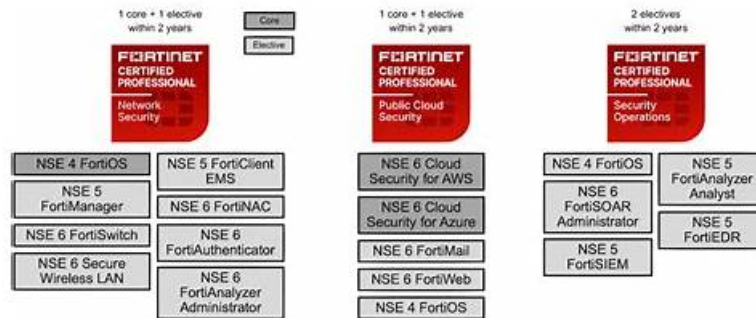 1 core + 1 elective
within 2 years
Core
Elective
FORTINET
CERTIFIED
PROFESSIONAL
Network
Security
1 core + 1 elective
within 2 years
FORTINET
CERTIFIED
PROFESSIONAL
Public Cloud
Security
2 electives
within 2 years
FORTINET
CERTIFIED
PROFESSIONAL
Security
Operations
NSE 4 FortiOS
NSE 5
FortiManager
NSE 6 FortiSwitch
NSE 6 Secure
Wireless LAN
NSE 5 FortiClient
EMS
NSE 6 FortiNAC
NSE 6
FortiAuthenticator
NSE 6
FortiAnalyzer
Administrator
NSE 6 Cloud
Security for AWS
NSE 6 Cloud
Security for Azure
NSE 6 FortiMail
NSE 6 FortiWeb
NSE 4 FortiOS
NSE 4 FortiOS
NSE 6
FortiSOAR
Administrator
NSE 5
FortiSIEM
NSE 5
FortiAnalyzer
Analyst
NSE 5
FortiEDR